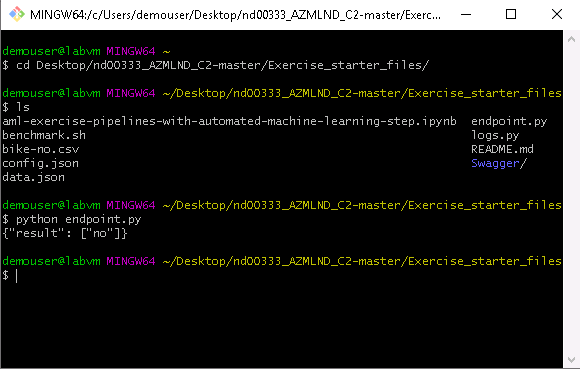 MINGW64:/c/Users/demouser/Desktop/nd00333_AZMLND_C2-master/Exerc...
demouser@labvm MINGW64 ~
$ cd Desktop/nd00333_AZMLND_C2-master/Exercise_starter_files/
demouser@labvm MINGW64 ~/Desktop/nd00333_AZMLND_C2-master/Exercise_starter_files
$ ls
aml-exercise-pipelines-with-automated-machine-learning-step.ipynb endpoint.py
benchmark.sh logs.py
bike-no.csv README.md
config.json Swagger/
data.json
demouser@labvm MINGW64 ~/Desktop/nd00333_AZMLND_C2-master/Exercise_starter_files
$ python endpoint.py
{"result": ["no"]}
demouser@labvm MINGW64 ~/Desktop/nd00333_AZMLND_C2-master/Exercise_starter_files
$